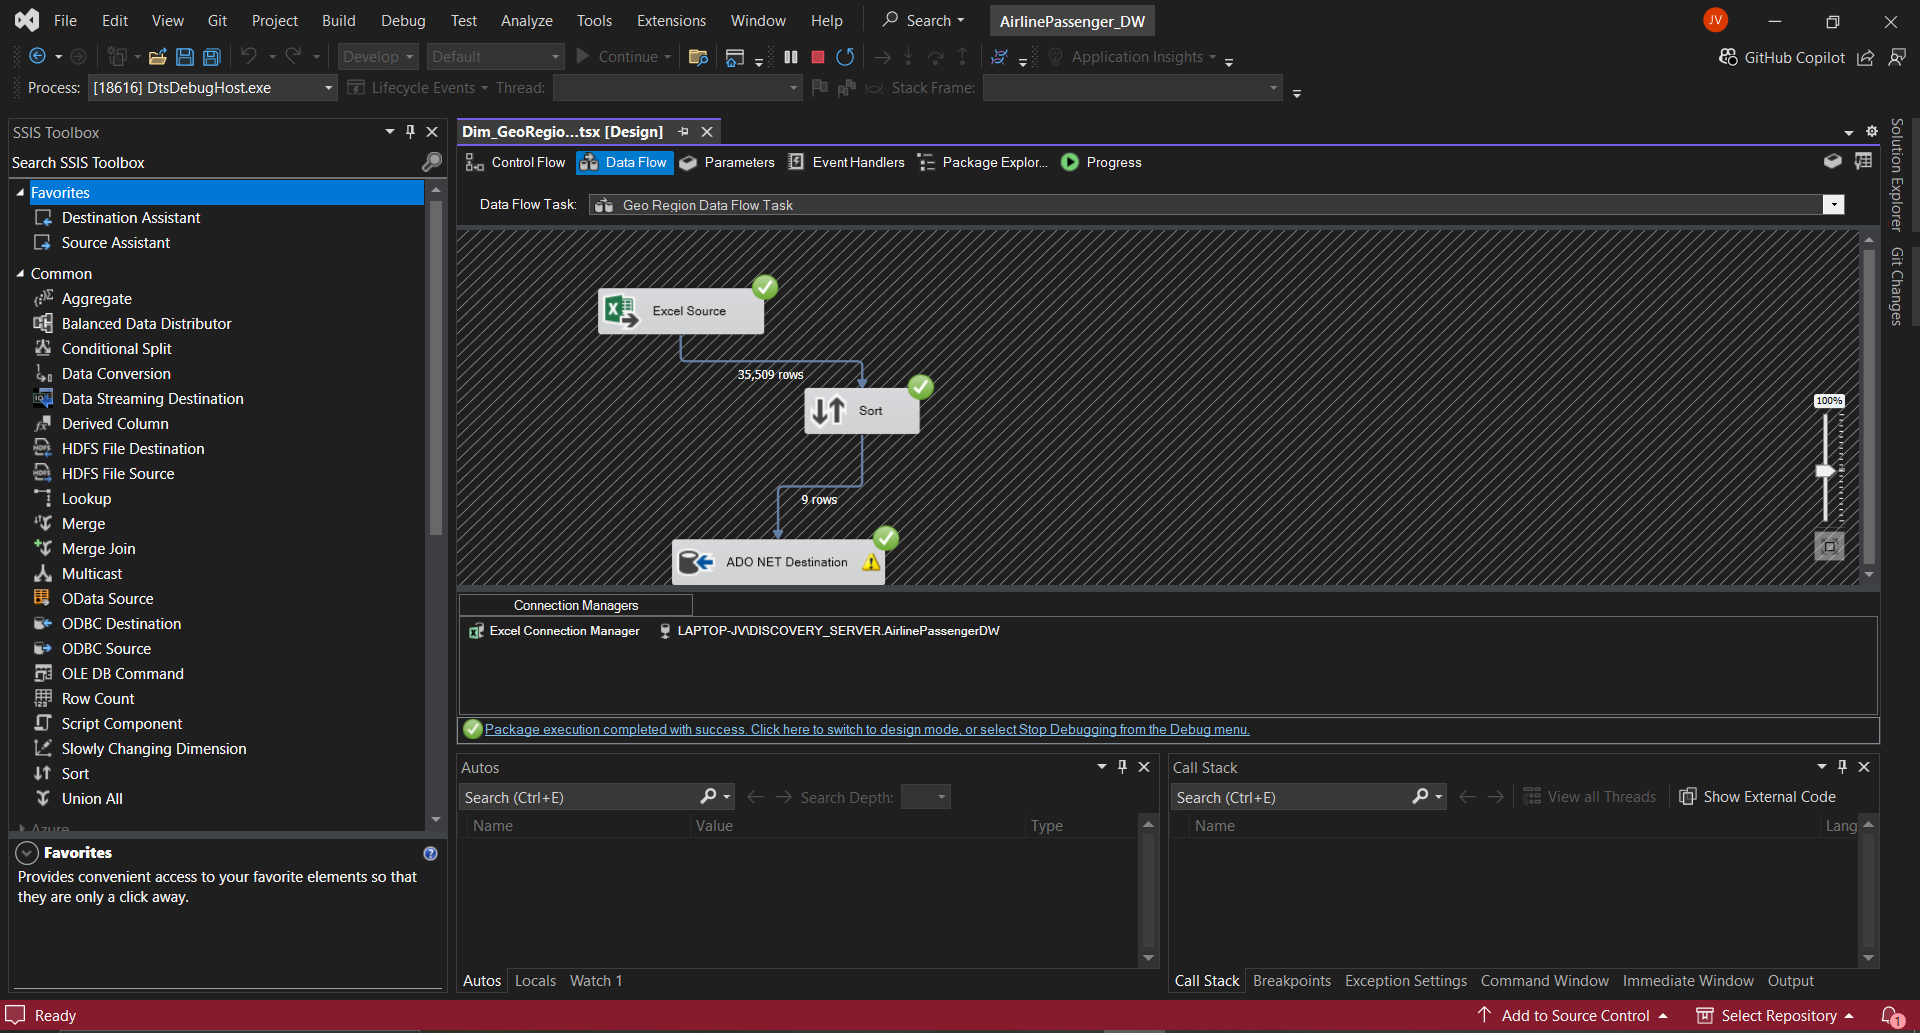 File Edit View Git Project Build Debug Test Analyze Tools Extensions Window Help Search AirlinePassenger_DW JV
Develop Default Continue Application Insights GitHub Copilot
Process: [18616] DtsDebugHost.exe Lifecycle Events Thread: Stack Frame:
SSIS Toolbox
Search SSIS Toolbox
Favorites
Destination Assistant
Source Assistant
Common
Aggregate
Balanced Data Distributor
Conditional Split
Data Conversion
Data Streaming Destination
Derived Column
HDFS File Destination
HDFS File Source
Lookup
Merge
Merge Join
Multicast
OData Source
ODBC Destination
ODBC Source
OLE DB Command
Row Count
Script Component
Slowly Changing Dimension
Sort
Union All
Azure
Favorites
Provides convenient access to your favorite elements so that
they are only a click away.
Dim_GeoRegio...tsx [Design]
Control Flow Data Flow Parameters Event Handlers Package Explor... Progress
Data Flow Task: Geo Region Data Flow Task
Excel Source
35,509 rows
Sort
9 rows
ADO NET Destination
100%
Connection Managers
Excel Connection Manager LAPTOP-JV\DISCOVERY_SERVER.AirlinePassengerDW
Package execution completed with success. Click here to switch to design mode, or select Stop Debugging from the Debug menu.
Autos
Search (Ctrl+E) Search Depth:
Name Value Type
Autos Locals Watch 1
Call Stack
Search (Ctrl+E) View all Threads Show External Code
Name Lang
Call Stack Breakpoints Exception Settings Command Window Immediate Window Output
Solution Explorer
Git Changes
Ready Add to Source Control Select Repository 1